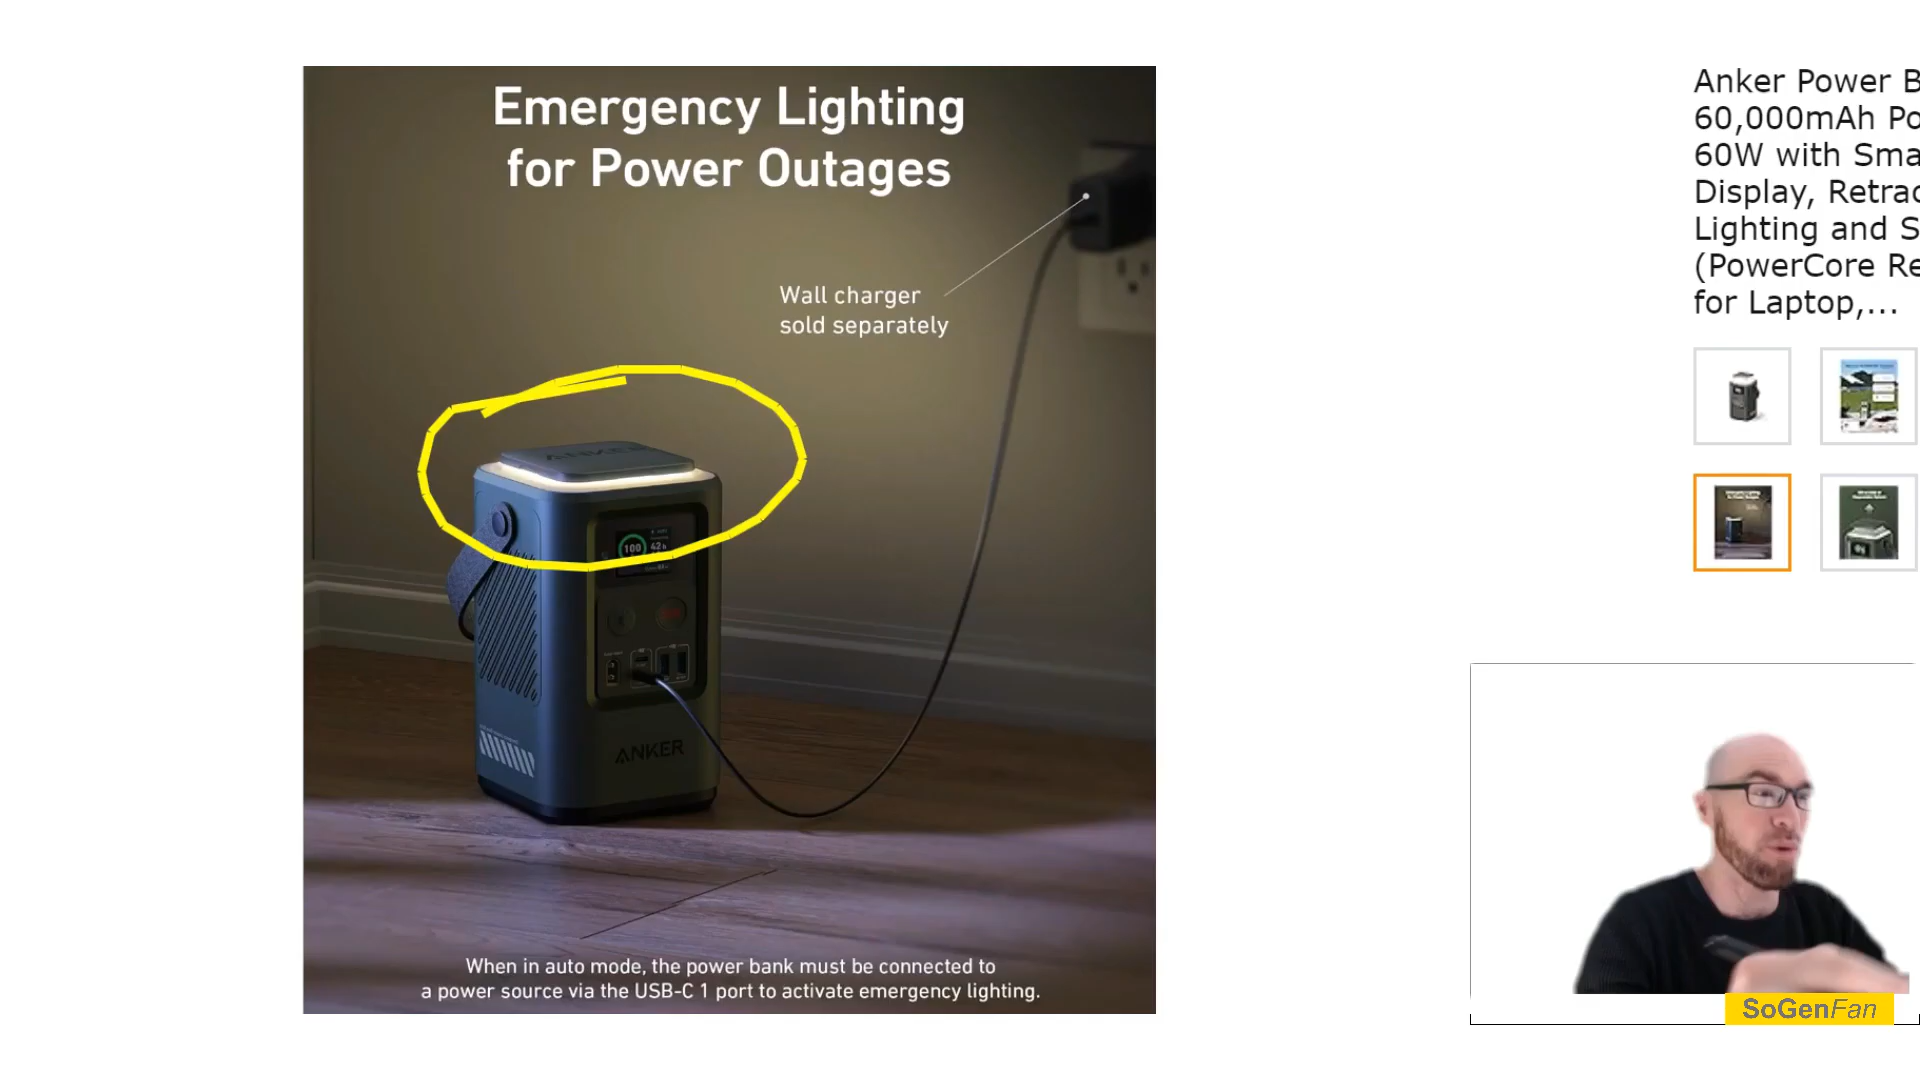 Emergency Lighting
for Power Outages
Wall charger
sold separately
ANKER
100
42
ANKER
When in auto mode, the power bank must be connected to
a power source via the USB-C 1 port to activate emergency lighting.
Anker Power B
60,000mAh Po
60W with Sma
Display, Retrac
Lighting and S
(PowerCore Re
for Laptop,...
SoGenFan